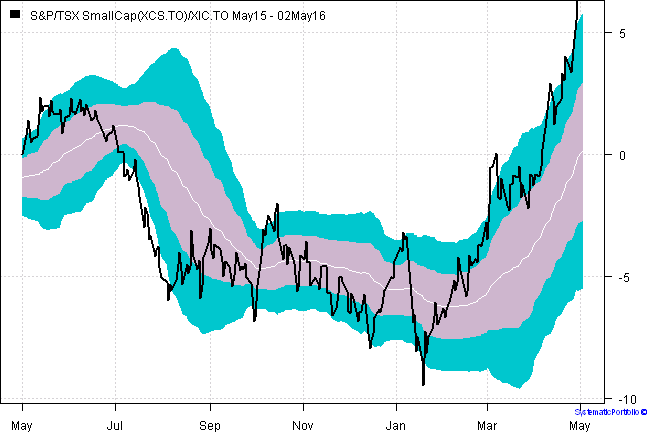 S&P/TSX SmallCap(XCS.TO)/XIC.TO May15 - 02May16
5
0
-5
-10
SystematicPortfolio ©
May Jul Sep Nov Jan Mar May